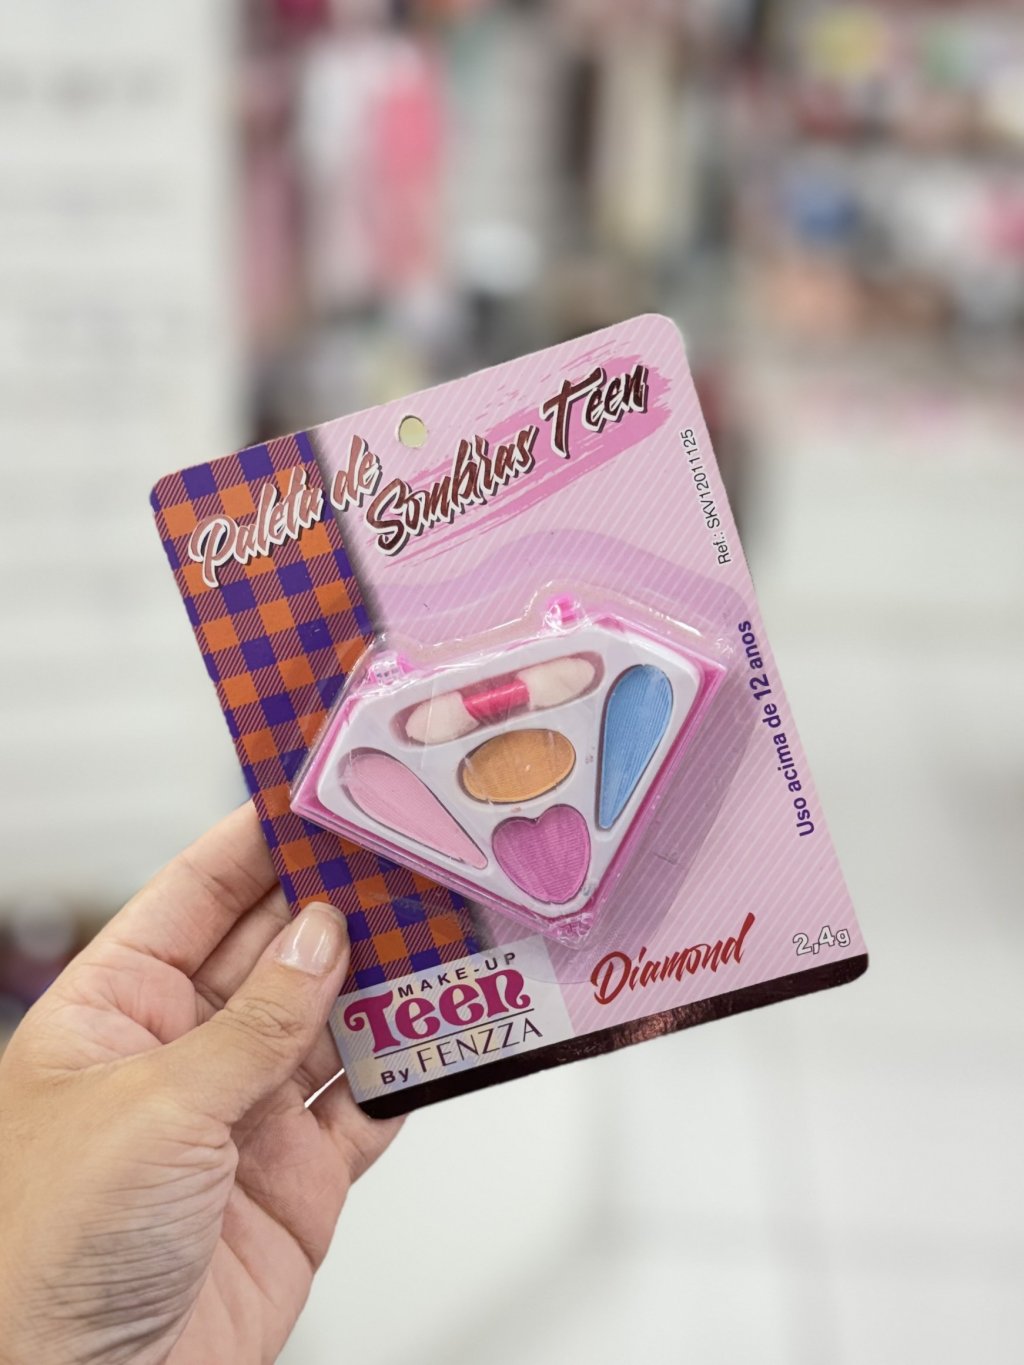 Paleta de
Sombras Teen
Ref.: SKV12011125
Uso acima de 12 anos
Diamond
2,4g
MAKE-UP
Teen
By FENZZA